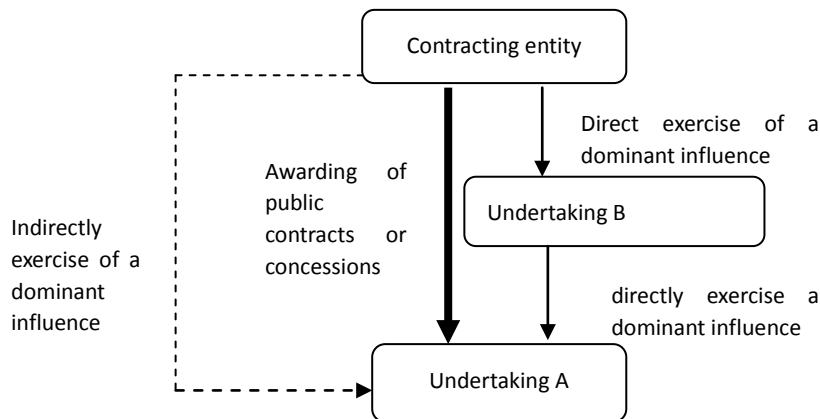 Contracting entity
Direct exercise of a
dominant influence
Awarding of
public
contracts or
concessions
Undertaking B
Indirectly
exercise of a
dominant
influence
directly exercise a
dominant influence
Undertaking A